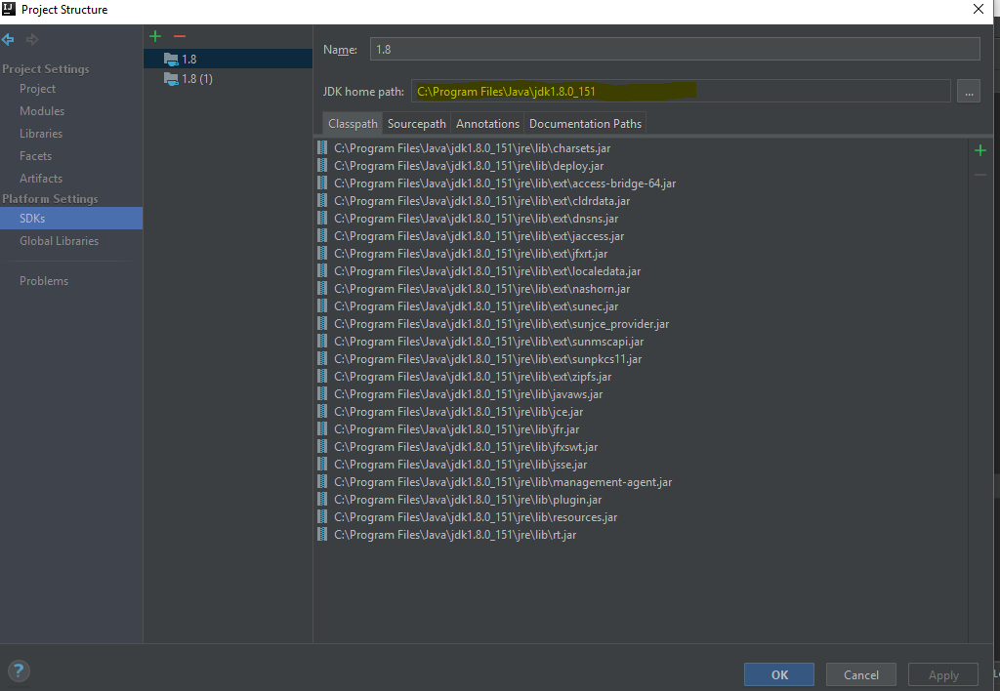 Project Structure
Project Settings
Project
Modules
Libraries
Facets
Artifacts
Platform Settings
SDKs
Global Libraries
Problems
1.8
1.8 (1)
Name: 1.8
JDK home path: C:\Program Files\Java\jdk1.8.0_151 ...
Classpath Sourcepath Annotations Documentation Paths
C:\Program Files\Java\jdk1.8.0_151\jre\lib\charsets.jar
C:\Program Files\Java\jdk1.8.0_151\jre\lib\deploy.jar
C:\Program Files\Java\jdk1.8.0_151\jre\lib\ext\access-bridge-64.jar
C:\Program Files\Java\jdk1.8.0_151\jre\lib\ext\cldrdata.jar
C:\Program Files\Java\jdk1.8.0_151\jre\lib\ext\dnsns.jar
C:\Program Files\Java\jdk1.8.0_151\jre\lib\ext\jaccess.jar
C:\Program Files\Java\jdk1.8.0_151\jre\lib\ext\jfxrt.jar
C:\Program Files\Java\jdk1.8.0_151\jre\lib\ext\localedata.jar
C:\Program Files\Java\jdk1.8.0_151\jre\lib\ext\nashorn.jar
C:\Program Files\Java\jdk1.8.0_151\jre\lib\ext\sunec.jar
C:\Program Files\Java\jdk1.8.0_151\jre\lib\ext\sunjce_provider.jar
C:\Program Files\Java\jdk1.8.0_151\jre\lib\ext\sunmscapi.jar
C:\Program Files\Java\jdk1.8.0_151\jre\lib\ext\sunpkcs11.jar
C:\Program Files\Java\jdk1.8.0_151\jre\lib\ext\zipfs.jar
C:\Program Files\Java\jdk1.8.0_151\jre\lib\javaws.jar
C:\Program Files\Java\jdk1.8.0_151\jre\lib\jce.jar
C:\Program Files\Java\jdk1.8.0_151\jre\lib\jfr.jar
C:\Program Files\Java\jdk1.8.0_151\jre\lib\jfxswt.jar
C:\Program Files\Java\jdk1.8.0_151\jre\lib\jsse.jar
C:\Program Files\Java\jdk1.8.0_151\jre\lib\management-agent.jar
C:\Program Files\Java\jdk1.8.0_151\jre\lib\plugin.jar
C:\Program Files\Java\jdk1.8.0_151\jre\lib\resources.jar
C:\Program Files\Java\jdk1.8.0_151\jre\lib\rt.jar
? OK Cancel Apply